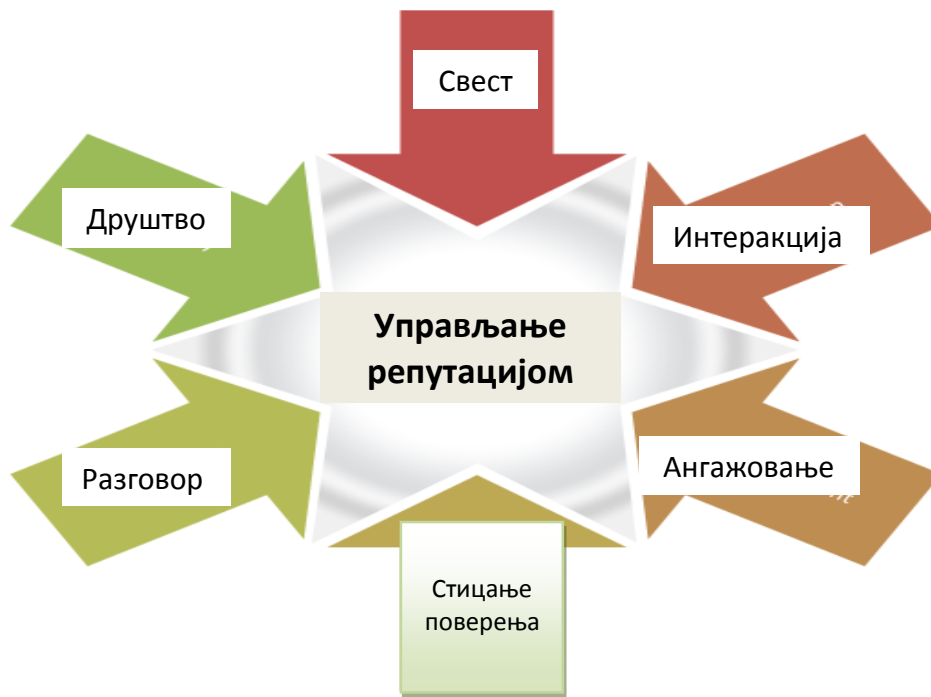 Свест
Друштво
Интеракција
Управљање
репутацијом
Разговор
Ангажовање
Стицање
поверења